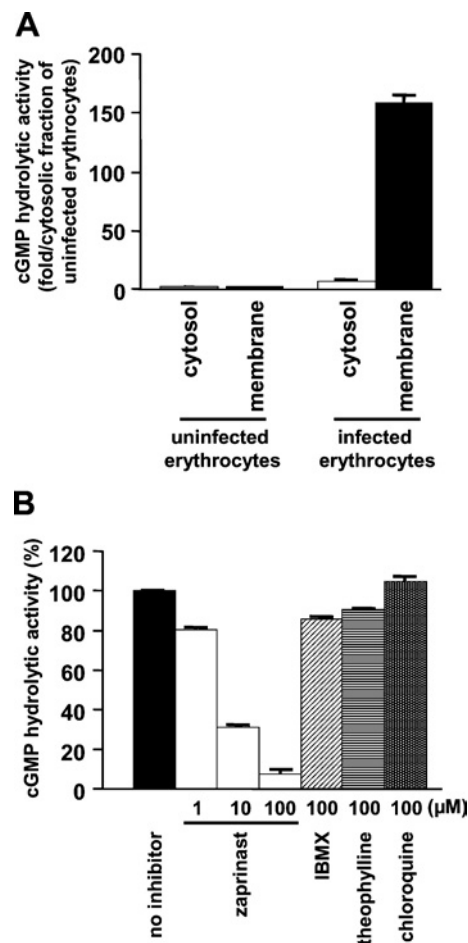 A
cGMP hydrolytic activity
(fold/cytosolic fraction of
uninfected erythrocytes)
200
150
100
50
0
cytosol
membrane
cytosol
membrane
uninfected
erythrocytes
infected
erythrocytes
B
cGMP hydrolytic activity (%)
120
100
80
60
40
20
0
1 10 100 100 100 100 (μM)
no inhibitor
zaprinast
IBMX
theophylline
chloroquine